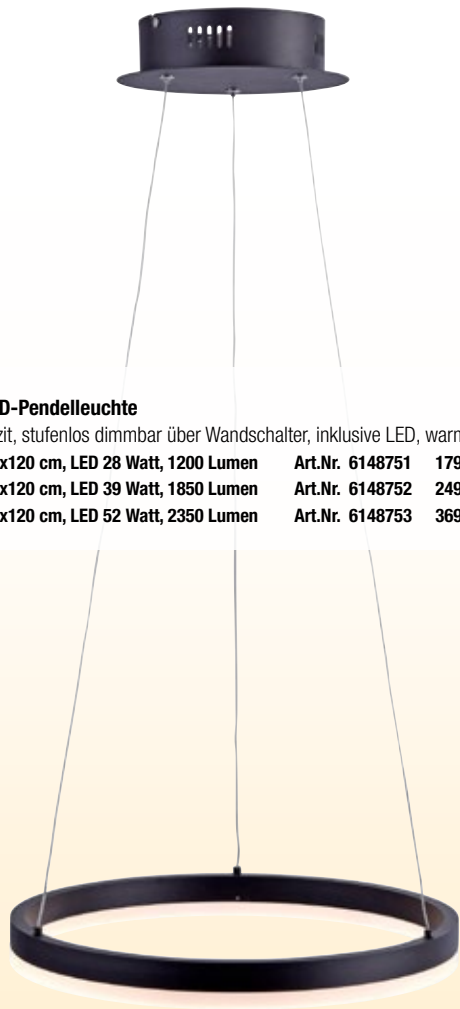 D-Pendelleuchte
zit, stufenlos dimmbar über Wandschalter, inklusive LED, warm
x120 cm, LED 28 Watt, 1200 Lumen Art.Nr. 6148751 179
x120 cm, LED 39 Watt, 1850 Lumen Art.Nr. 6148752 249
x120 cm, LED 52 Watt, 2350 Lumen Art.Nr. 6148753 369